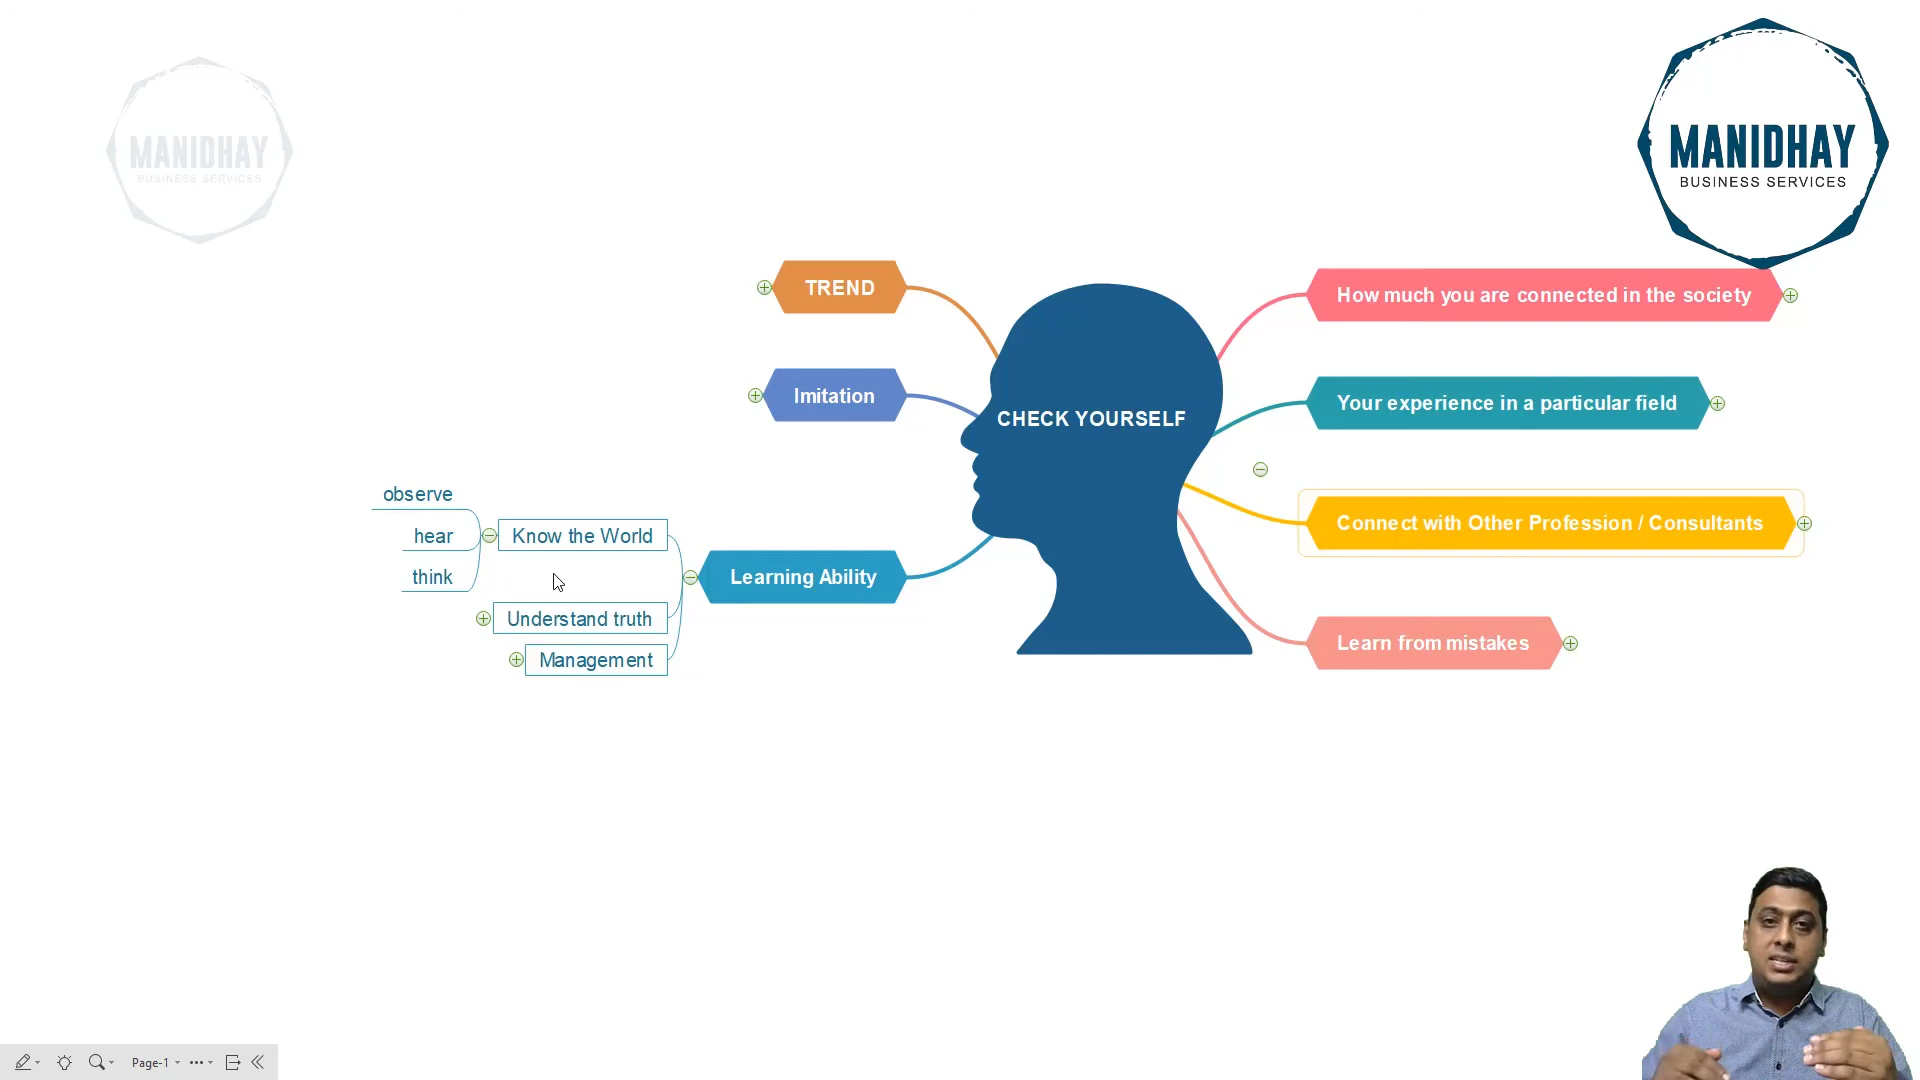 MANIDHAY
BUSINESS SERVICES
MANIDHAY
BUSINESS SERVICES
TREND
Imitation
observe
hear
think
Know the World
Understand truth
Management
Learning Ability
CHECK YOURSELF
How much you are connected in the society
Your experience in a particular field
Connect with Other Profession / Consultants
Learn from mistakes
Page-1